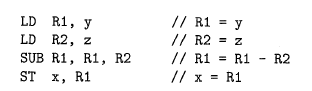 LD R1, y // R1 = y
LD R2, z // R2 = z
SUB R1, R1, R2 // R1 = R1 - R2
ST x, R1 // x = R1